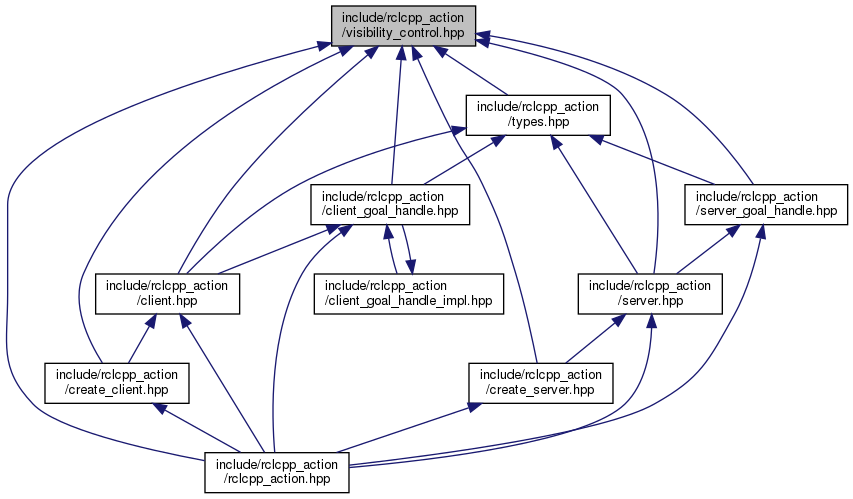 include/rclcpp_action
/visibility_control.hpp
include/rclcpp_action
/types.hpp
include/rclcpp_action
/client_goal_handle.hpp
include/rclcpp_action
/server_goal_handle.hpp
include/rclcpp_action
/client.hpp
include/rclcpp_action
/client_goal_handle_impl.hpp
include/rclcpp_action
/server.hpp
include/rclcpp_action
/create_client.hpp
include/rclcpp_action
/create_server.hpp
include/rclcpp_action
/rclcpp_action.hpp